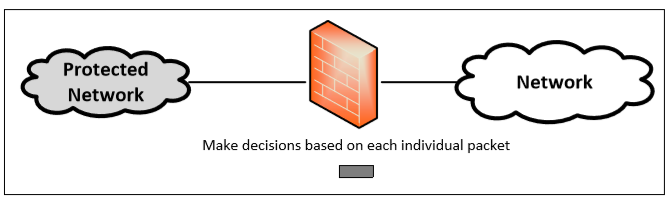 Protected
Network
Network
Make decisions based on each individual packet